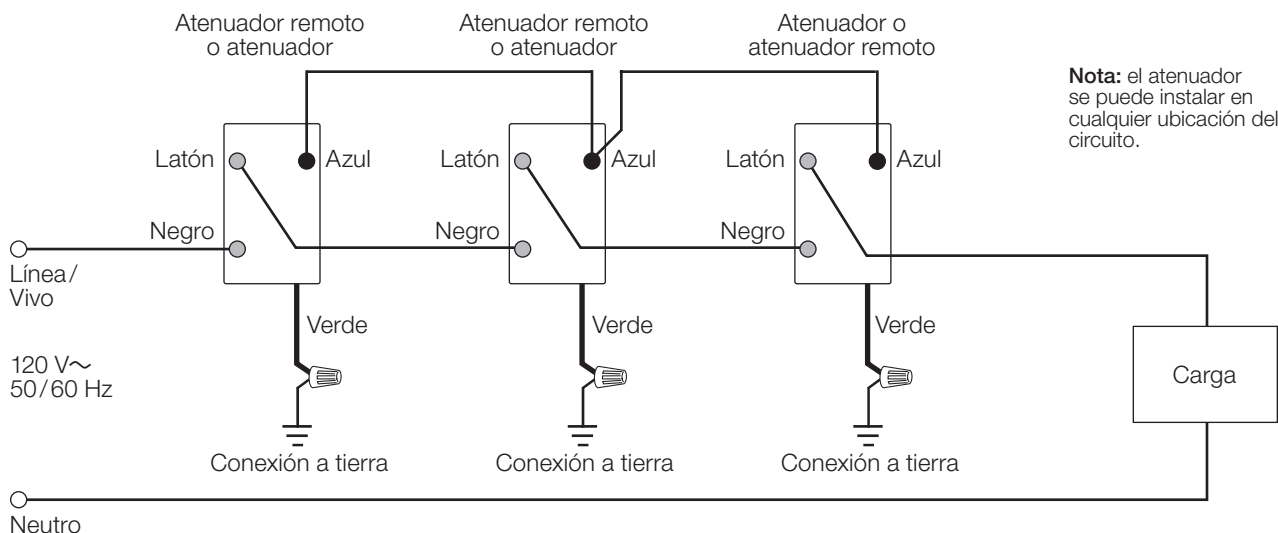 Atenuador remoto
o atenuador
Atenuador remoto
o atenuador
Atenuador o
atenuador remoto
Nota: el atenuador
se puede instalar en
cualquier ubicación del
circuito.
Latón
Azul
Latón
Azul
Latón
Azul
Negro
Negro
Negro
Línea/
Vivo
Verde
Verde
Verde
120 V~
50/60 Hz
Carga
Conexión a tierra
Conexión a tierra
Conexión a tierra
Neutro